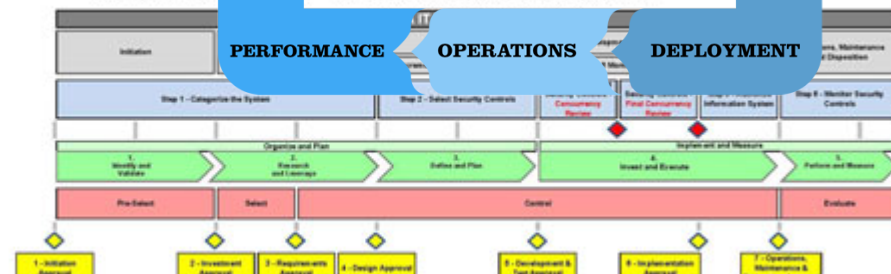 PERFORMANCE
OPERATIONS
DEPLOYMENT
Initiation
Maintenance
Disposition
Step 1 - Categorize the System
Step 2 - Select Security Controls
Concurrency
Review
Final Concurrency
Review
Information System
Step 6 - Monitor Security
Controls
Organize and Plan
Implement and Measure
1.
Identify and
Validate
2.
Research
and Leverage
3.
Define and Plan
4.
Invest and Execute
5.
Perform and Measure
Pre-Select
Select
Control
Evaluate
1 - Initiation
Approval
2 - Investment
Approval
3 - Requirements
Approval
4 - Design Approval
5 - Development &
Test Approval
6 - Implementation
Approval
7 - Operations,
Maintenance &